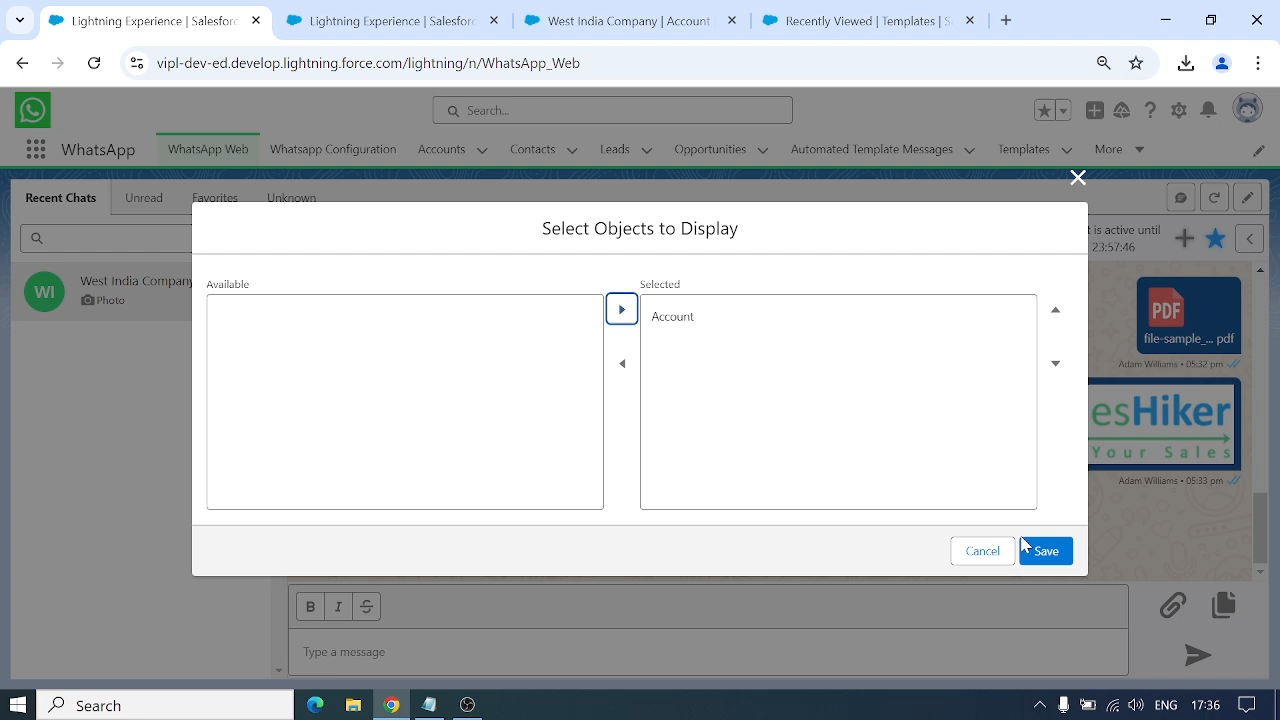 Lightning Experience | Salesforc
Lightning Experience | Salesforc
West India Company | Account
Recently Viewed | Templates | S
vipl-dev-ed.develop.lightning.force.com/lightning/n/WhatsApp_Web
Search...
WhatsApp
WhatsApp Web
Whatsapp Configuration
Accounts
Contacts
Leads
Opportunities
Automated Template Messages
Templates
More
Recent Chats
Unread
Favorites
Unknown
Select Objects to Display
t is active until
23:57:46
WI
West India Company
Photo
Available
Selected
Account
PDF
file-sample_... pdf
Adam Williams • 05:32 pm
esHiker
Your Sales
Adam Williams • 05:33 pm
Cancel
Save
B
I
S
Type a message
Search
ENG
17:36